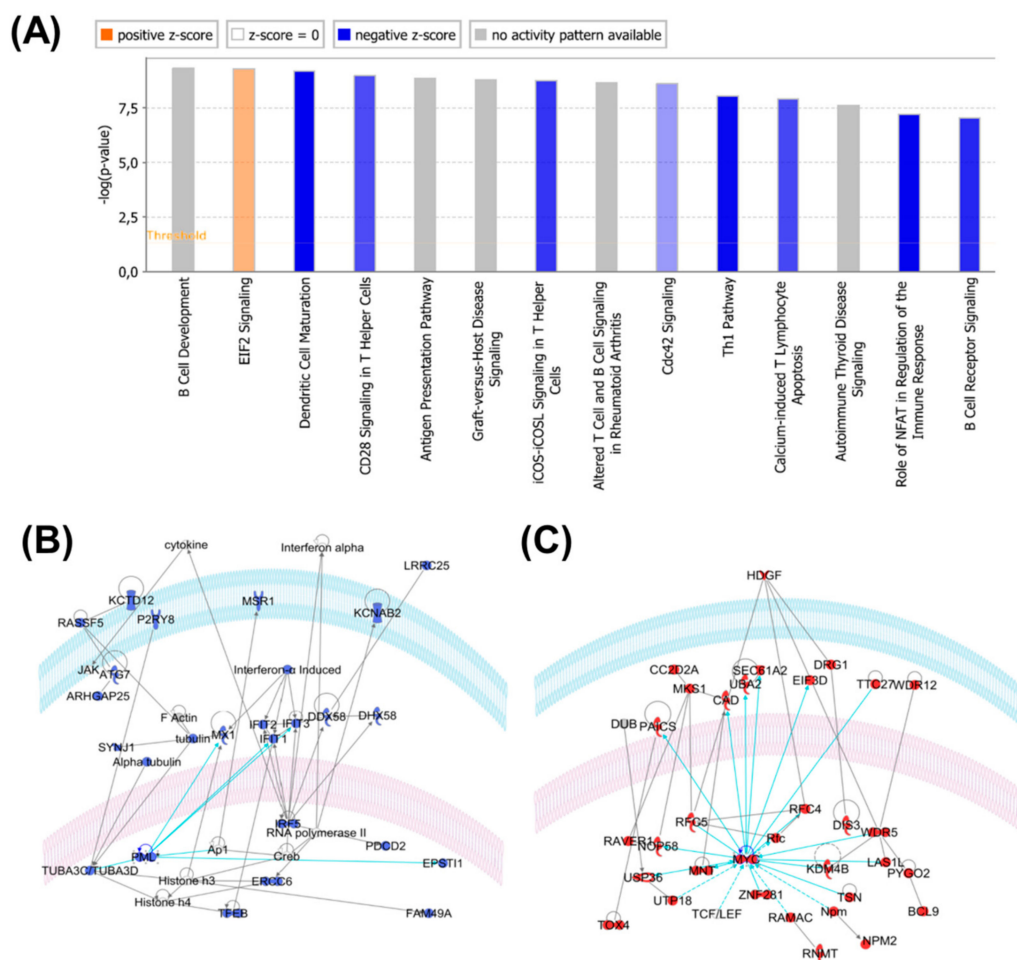 (A)
positive z-score
z-score = 0
negative z-score
no activity pattern available
-log(p-value)
7,5
5,0
2,5
0,0
Threshold
B Cell Development
EIF2 Signaling
Dendritic Cell Maturation
CD28 Signaling in T Helper Cells
Antigen Presentation Pathway
Graft-versus-Host Disease
Signaling
iCOS-iCOSL Signaling in T Helper
Cells
Altered T Cell and B Cell Signaling
in Rheumatoid Arthritis
Cdc42 Signaling
Th1 Pathway
Calcium-induced T Lymphocyte
Apoptosis
Autoimmune Thyroid Disease
Signaling
Role of NFAT in Regulation of the
Immune Response
B Cell Receptor Signaling
(B)
cytokine
Interferon alpha
LRRC25
KCTD12
MSR1
KCNAB2
RASSF5
P2RY8
JAK
ATG7
Interferon-α Induced
ARHGAP25
F Actin
IFIT2
IFIT3
DDX58
DHX58
SYNJ1
tubulin
MX1
IFIT1
Alpha tubulin
IRF5
RNA polymerase II
PDCD2
PML
Ap1
Creb
EPSTI1
TUBA3C/TUBA3D
Histone h3
ERCC6
Histone h4
TFEB
FAM49A
(C)
HDGF
CC2D2A
SEC61A2
DRG1
MKS1
UBA2
EIF3D
TTC27
WDR12
CAD
DUB
PAICS
RFC4
RFC5
Rfc
DIS3
WDR5
RAVER1
NOP58
MYC
LAS1L
USP36
MNT
KDM4B
PYGO2
UTP18
ZNF281
TSN
TCF/LEF
RAMAC
Npm
BCL9
TOX4
RNMT
NPM2